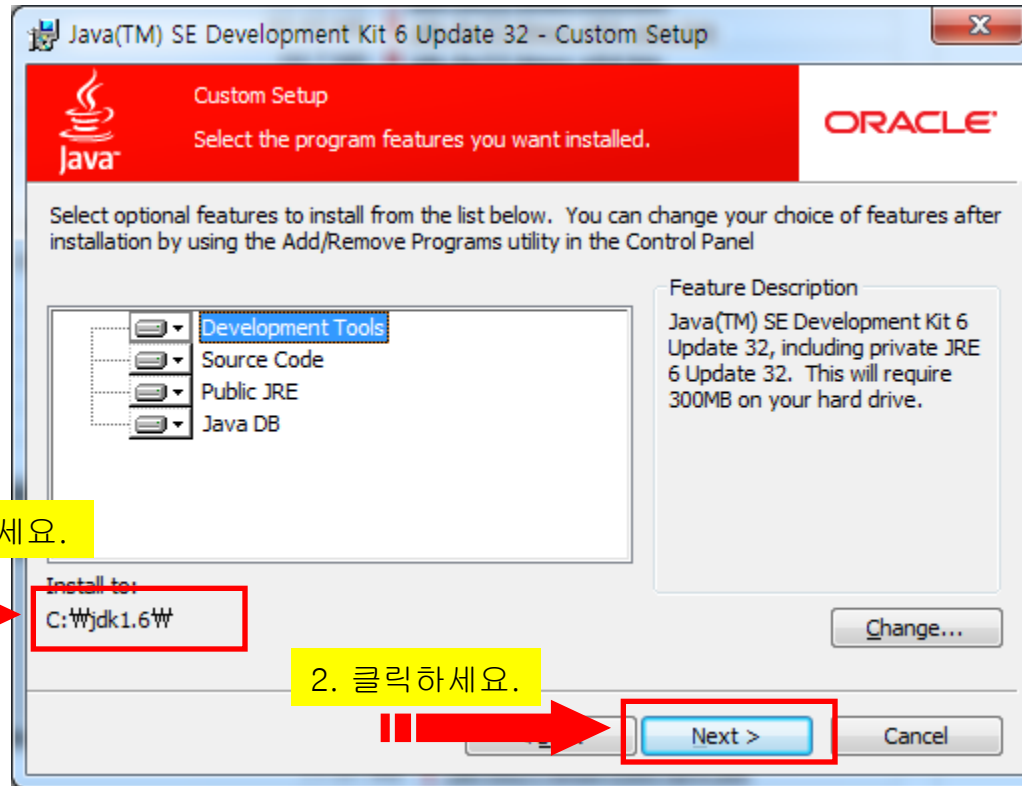 Java(TM) SE Development Kit 6 Update 32 - Custom Setup
Custom Setup
Select the program features you want installed.
Java
ORACLE
Select optional features to install from the list below. You can change your choice of features after
installation by using the Add/Remove Programs utility in the Control Panel
Development Tools
Source Code
Public JRE
Java DB
Feature Description
Java(TM) SE Development Kit 6
Update 32, including private JRE
6 Update 32. This will require
300MB on your hard drive.
세요.
Install to:
C:₩jdk1.6₩
Change...
2. 클릭하세요.
Next >
Cancel